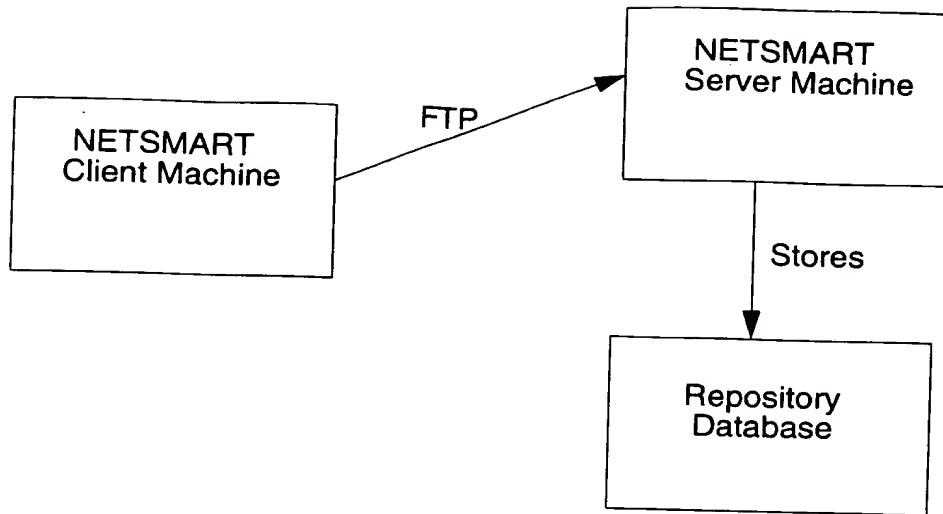 NETSMART
Server Machine
FTP
NETSMART
Client Machine
Stores
Repository
Database